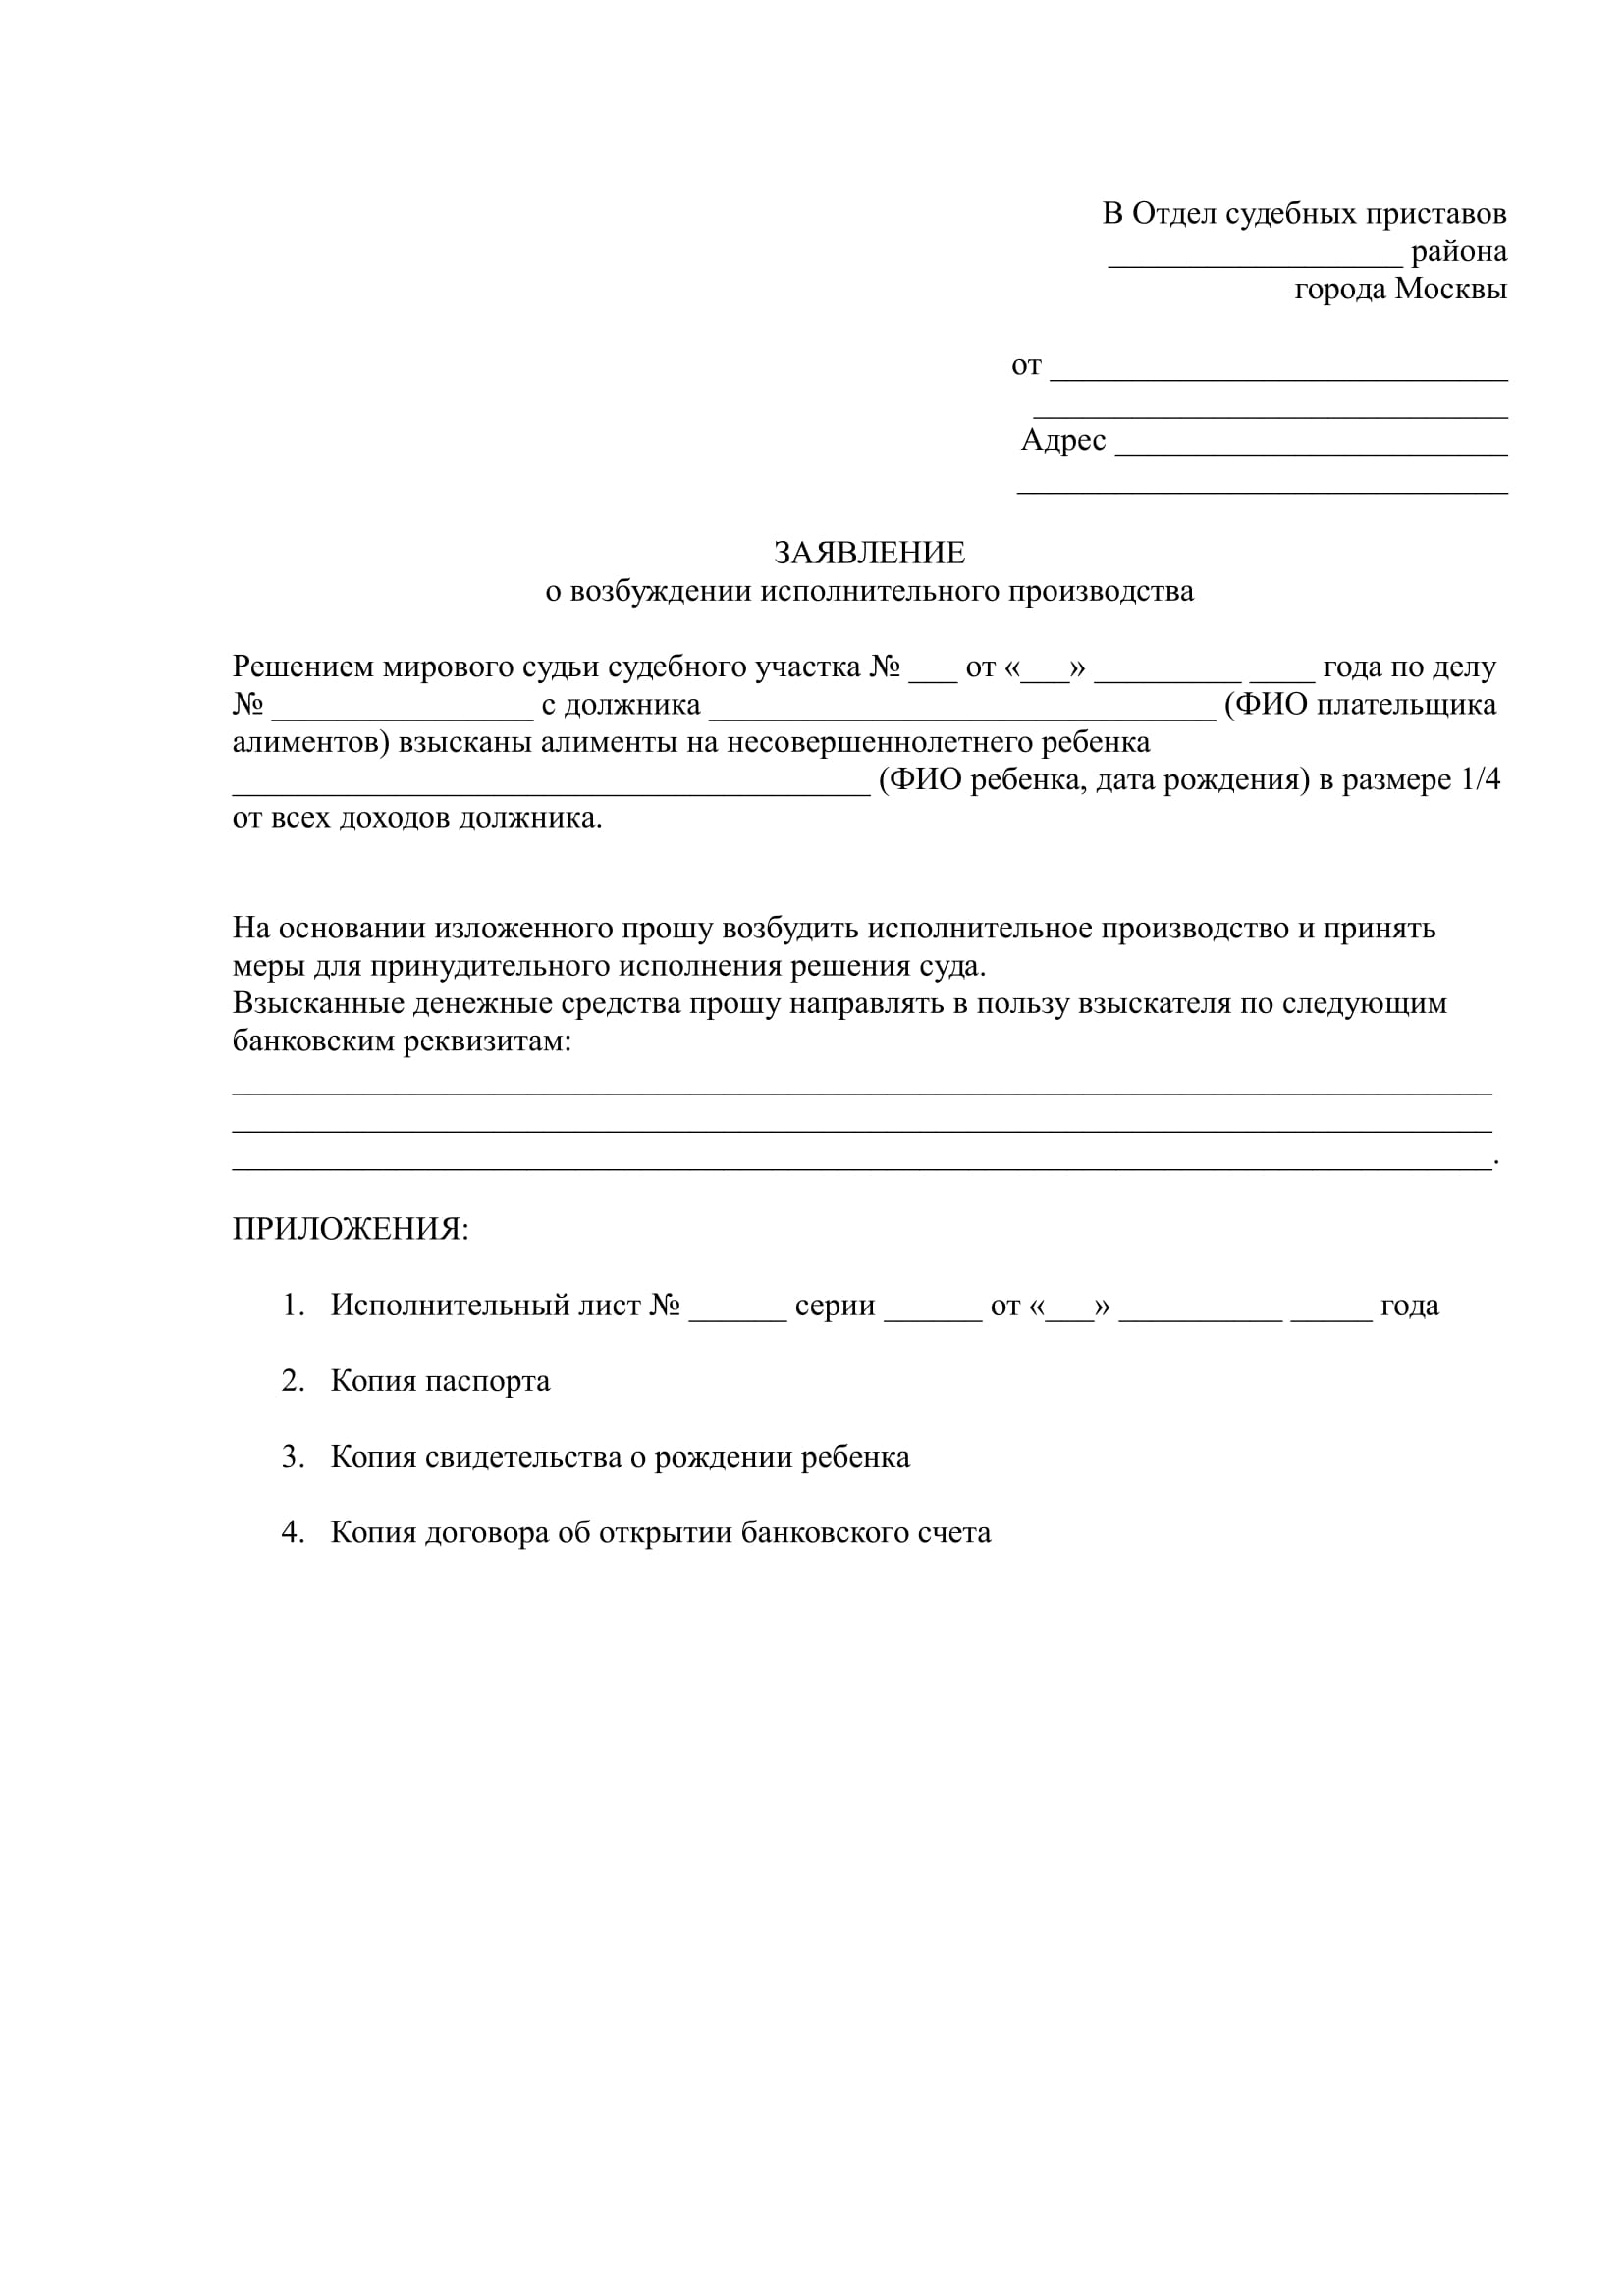 В Отдел судебных приставов
__________________ района
города Москвы
от ____________________________
_____________________________
Адрес ________________________
______________________________
ЗАЯВЛЕНИЕ
о возбуждении исполнительного производства
Решением мирового судьи судебного участка № ___ от «___» _________ ____ года по делу
№ ________________ с должника _______________________________ (ФИО плательщика
алиментов) взысканы алименты на несовершеннолетнего ребенка
_______________________________________ (ФИО ребенка, дата рождения) в размере 1/4
от всех доходов должника.
На основании изложенного прошу возбудить исполнительное производство и принять
меры для принудительного исполнения решения суда.
Взысканные денежные средства прошу направлять в пользу взыскателя по следующим
банковским реквизитам:
_____________________________________________________________________________
_____________________________________________________________________________
_____________________________________________________________________________.
ПРИЛОЖЕНИЯ:
1. Исполнительный лист № ______ серии ______ от «___» __________ _____ года
2. Копия паспорта
3. Копия свидетельства о рождении ребенка
4. Копия договора об открытии банковского счета